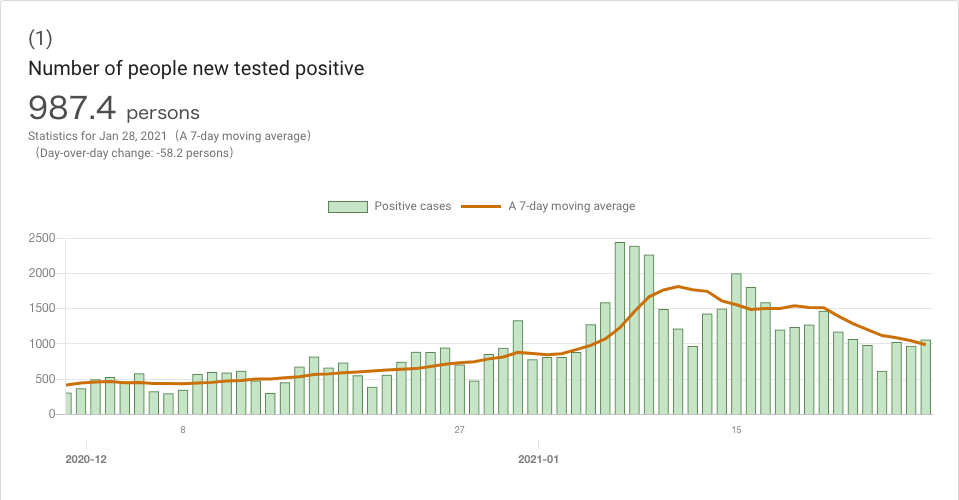 (1)
Number of people new tested positive
987.4 persons
Statistics for Jan 28, 2021（A 7-day moving average）
（Day-over-day change: -58.2 persons）
Positive cases A 7-day moving average
2500
2000
1500
1000
500
0
8 27 15
2020-12 2021-01